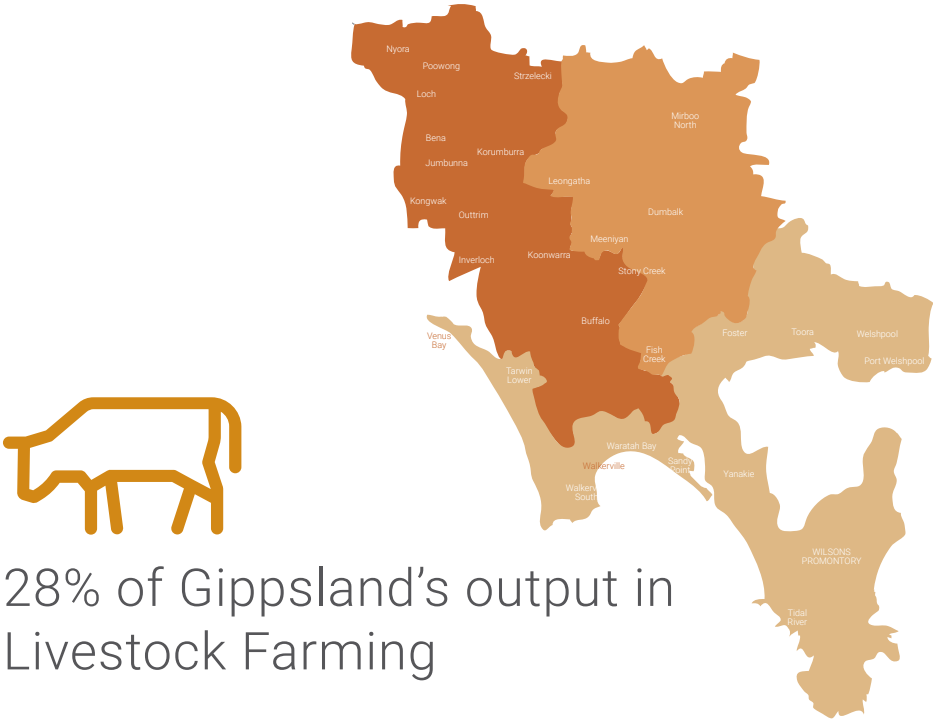 Nyora
Poowong
Strzelecki
Loch
Mirboo
North
Bena
Korumburra
Jumbunna
Leongatha
Kongwak
Outtrim
Dumbalk
Meeniyan
Koonwarra
Inverloch
Stony Creek
Buffalo
Venus
Bay
Foster
Toora
Welshpool
Fish
Creek
Port Welshpool
Tarwin
Lower
Waratah Bay
Walkerville
Sandy
Point
Yanakie
Walkerv
South
WILSONS
PROMONTORY
Tidal
River
28% of Gippsland's output in
Livestock Farming